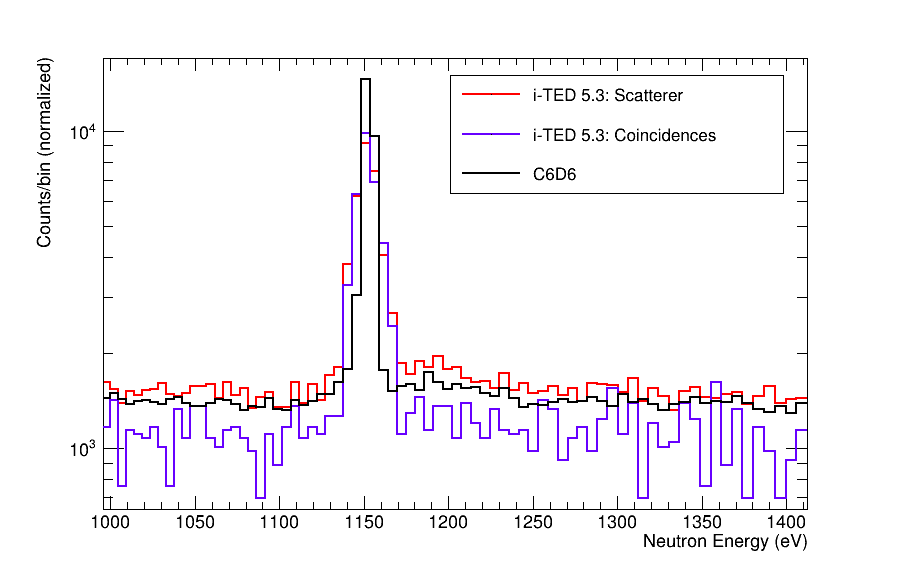 Counts/bin (normalized)
10⁴
10³
i-TED 5.3: Scatterer
i-TED 5.3: Coincidences
C6D6
1000 1050 1100 1150 1200 1250 1300 1350 1400
Neutron Energy (eV)